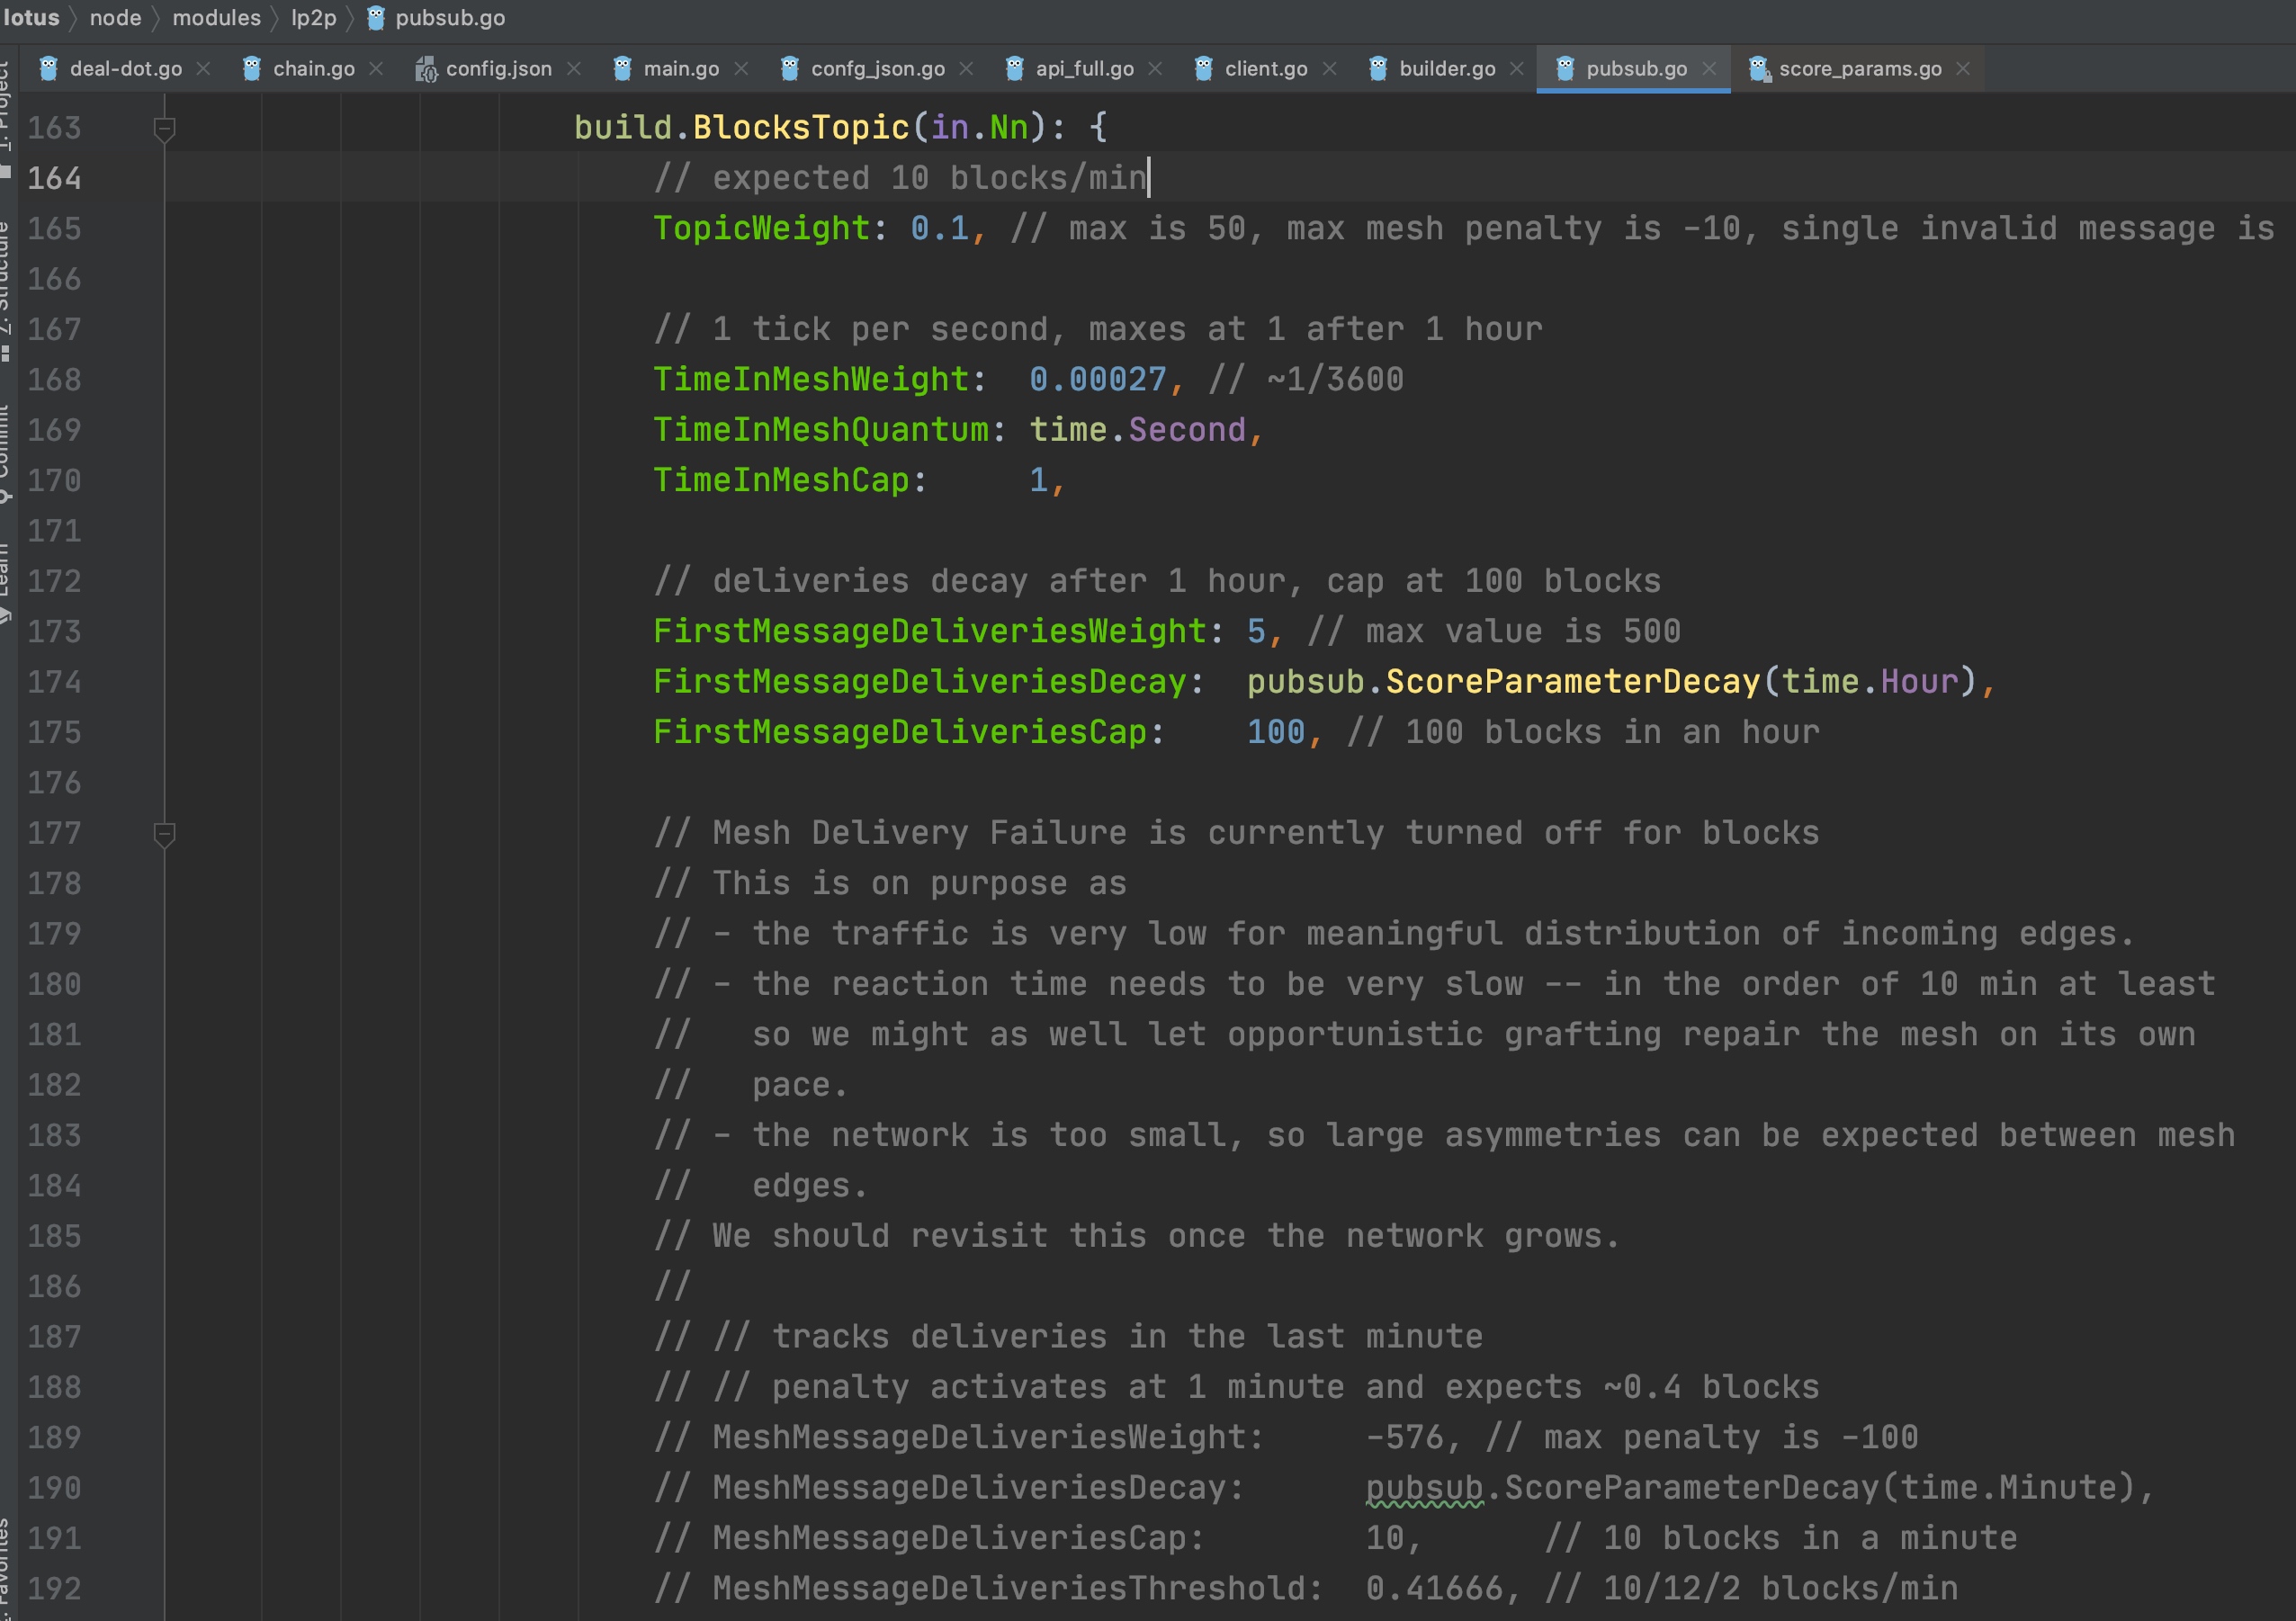 lotus node modules lp2p pubsub.go
deal-dot.go chain.go config.json main.go confg_json.go api_full.go client.go builder.go pubsub.go score_params.go
1: Project
Z: Structure
Commit
Learn
2: Favorites
163 build.BlocksTopic(in.Nn): {
164 // expected 10 blocks/min
165 TopicWeight: 0.1, // max is 50, max mesh penalty is -10, single invalid message is
166
167 // 1 tick per second, maxes at 1 after 1 hour
168 TimeInMeshWeight: 0.00027, // ~1/3600
169 TimeInMeshQuantum: time.Second,
170 TimeInMeshCap: 1,
171
172 // deliveries decay after 1 hour, cap at 100 blocks
173 FirstMessageDeliveriesWeight: 5, // max value is 500
174 FirstMessageDeliveriesDecay: pubsub.ScoreParameterDecay(time.Hour),
175 FirstMessageDeliveriesCap: 100, // 100 blocks in an hour
176
177 // Mesh Delivery Failure is currently turned off for blocks
178 // This is on purpose as
179 // - the traffic is very low for meaningful distribution of incoming edges.
180 // - the reaction time needs to be very slow -- in the order of 10 min at least
181 // so we might as well let opportunistic grafting repair the mesh on its own
182 // pace.
183 // - the network is too small, so large asymmetries can be expected between mesh
184 // edges.
185 // We should revisit this once the network grows.
186 //
187 // // tracks deliveries in the last minute
188 // // penalty activates at 1 minute and expects ~0.4 blocks
189 // MeshMessageDeliveriesWeight: -576, // max penalty is -100
190 // MeshMessageDeliveriesDecay: pubsub.ScoreParameterDecay(time.Minute),
191 // MeshMessageDeliveriesCap: 10, // 10 blocks in a minute
192 // MeshMessageDeliveriesThreshold: 0.41666, // 10/12/2 blocks/min